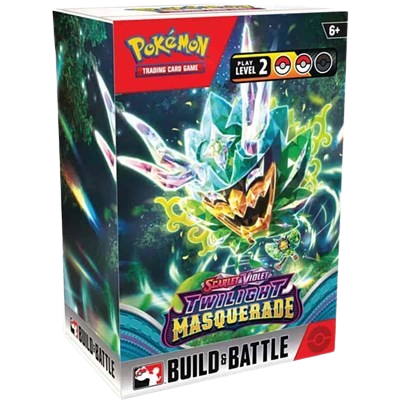 Pokémon
TRADING CARD GAME
PLAY
LEVEL 2
6+
SCARLET & VIOLET
TWILIGHT
MASQUERADE
BUILD & BATTLE